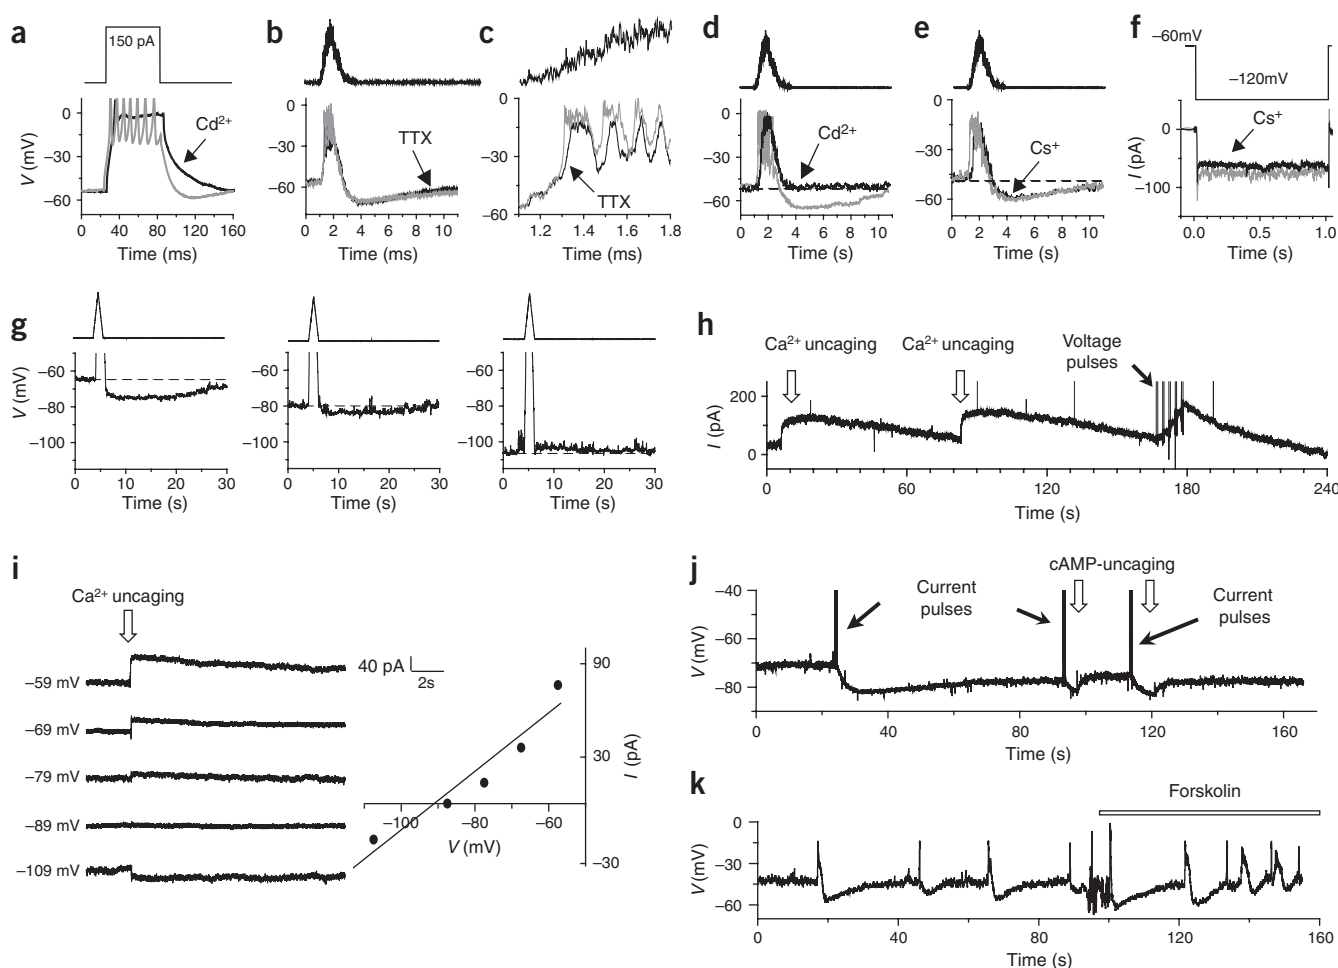 a
150 pA
Cd2+
0
−30
−60
V (mV)
0 40 80 120 160
Time (ms)
b
TTX
0
−30
−60
0 2 4 6 8 10
Time (ms)
c
TTX
0
−30
−60
1.2 1.4 1.6 1.8
Time (ms)
d
Cd2+
0
−25
−50
−75
0 2 4 6 8 10
Time (s)
e
Cs+
0
−30
−60
0 2 4 6 8 10
Time (s)
f
−60mV
−120mV
Cs+
0
−100
I (pA)
0.0 0.5 1.0
Time (s)
g
−60
−80
−100
V (mV)
0 10 20 30
Time (s)
−60
−80
−100
0 10 20 30
Time (s)
−60
−80
−100
0 10 20 30
Time (s)
h
Ca2+ uncaging
Ca2+ uncaging
Voltage
pulses
200
0
I (pA)
0 60 120 180 240
Time (s)
i
Ca2+ uncaging
−59 mV
−69 mV
−79 mV
−89 mV
−109 mV
40 pA
2s
90
30
−30
I (pA)
−100 −80 −60
V (mV)
j
cAMP-uncaging
Current
pulses
Current
pulses
−40
−60
−80
V (mV)
0 40 80 120 160
Time (s)
k
Forskolin
0
−30
−60
V (mV)
0 40 80 120 160
Time (s)